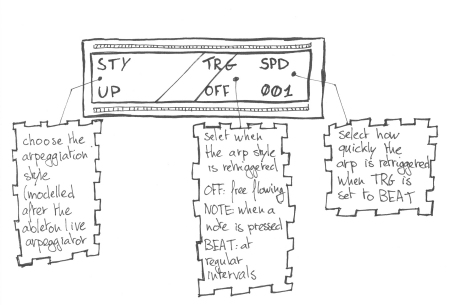 STY TRG SPD
UP OFF 001
choose the
arpeggiation
style
(modelled
after the
ableton live
arpeggiator
selet when
the arp style
is retriggered
OFF: free flowing
NOTE: when a
note is pressed
BEAT: at
regular
intervals
select how
quickly the
arp is retriggered
when TRG is
set to BEAT